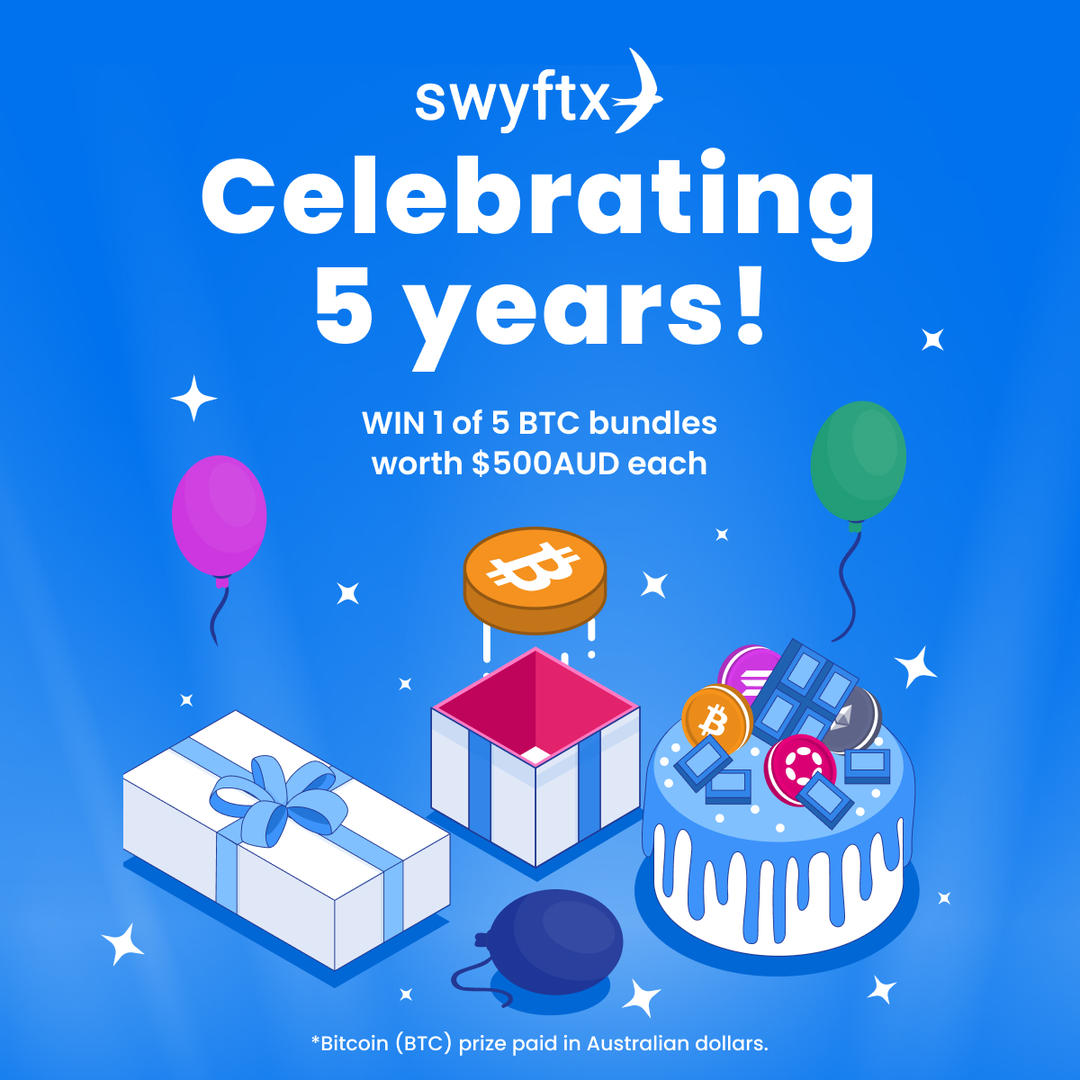 swyftx
Celebrating
5 years!
WIN 1 of 5 BTC bundles
worth $500AUD each
*Bitcoin (BTC) prize paid in Australian dollars.